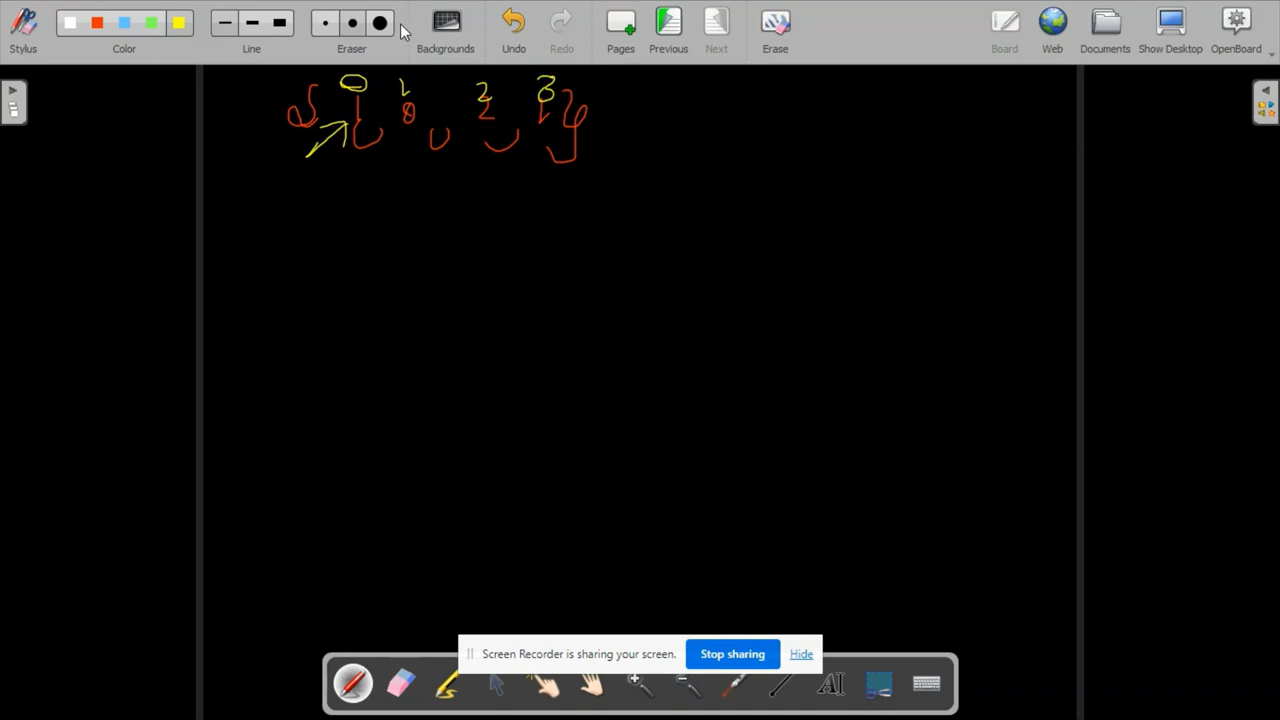 Stylus
Color
Line
Eraser
Backgrounds
Undo
Redo
Pages
Previous
Next
Erase
Board
Web
Documents
Show Desktop
OpenBoard
0 1 2 3
Screen Recorder is sharing your screen.
Stop sharing
Hide
AI